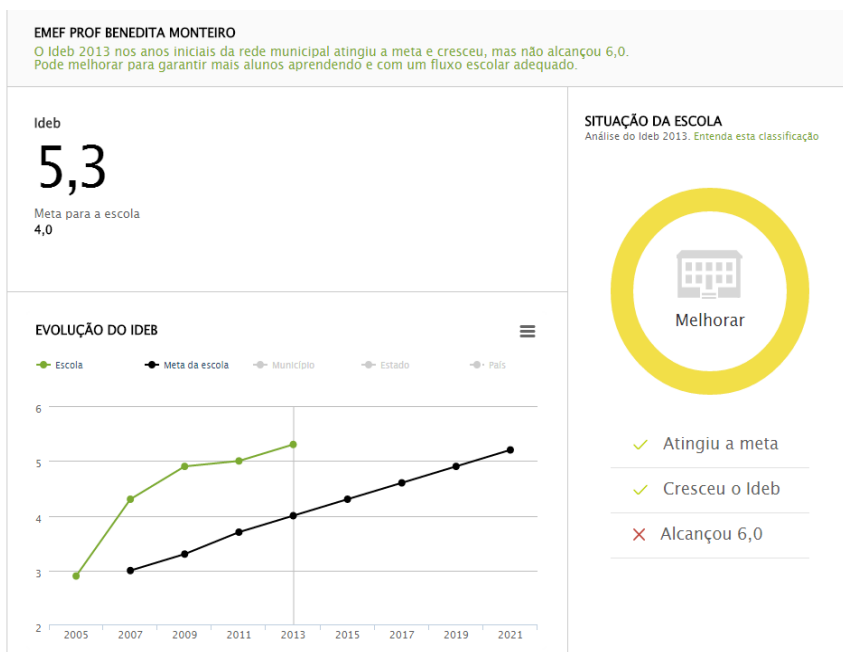 EMEF PROF BENEDITA MONTEIRO
O Ideb 2013 nos anos iniciais da rede municipal atingiu a meta e cresceu, mas não alcançou 6,0.
Pode melhorar para garantir mais alunos aprendendo e com um fluxo escolar adequado.
Ideb
5,3
Meta para a escola
4,0
SITUAÇÃO DA ESCOLA
Análise do Ideb 2013. Entenda esta classificação
Melhorar
Atingiu a meta
Cresceu o Ideb
Alcançou 6,0
EVOLUÇÃO DO IDEB
Escola Meta da escola Município Estado País
6
5
4
3
2
2005 2007 2009 2011 2013 2015 2017 2019 2021